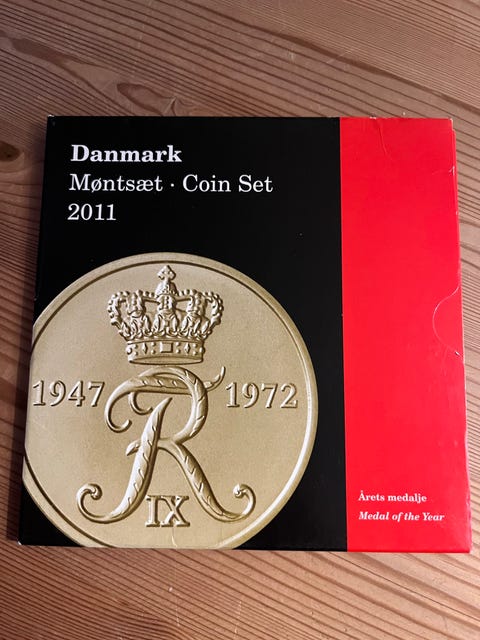 Danmark
Møntsæt · Coin Set
2011
1947 R 1972
IX
Årets medalje
Medal of the Year